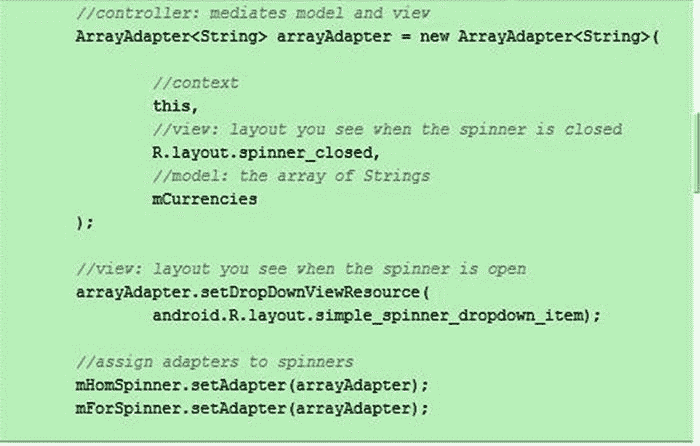 //controller: mediates model and view
ArrayAdapter<String> arrayAdapter = new ArrayAdapter<String>(
//context
this,
//view: layout you see when the spinner is closed
R.layout.spinner_closed,
//model: the array of Strings
mCurrencies
);
//view: layout you see when the spinner is open
arrayAdapter.setDropDownViewResource(
android.R.layout.simple_spinner_dropdown_item);
//assign adapters to spinners
mHomSpinner.setAdapter(arrayAdapter);
mForSpinner.setAdapter(arrayAdapter);